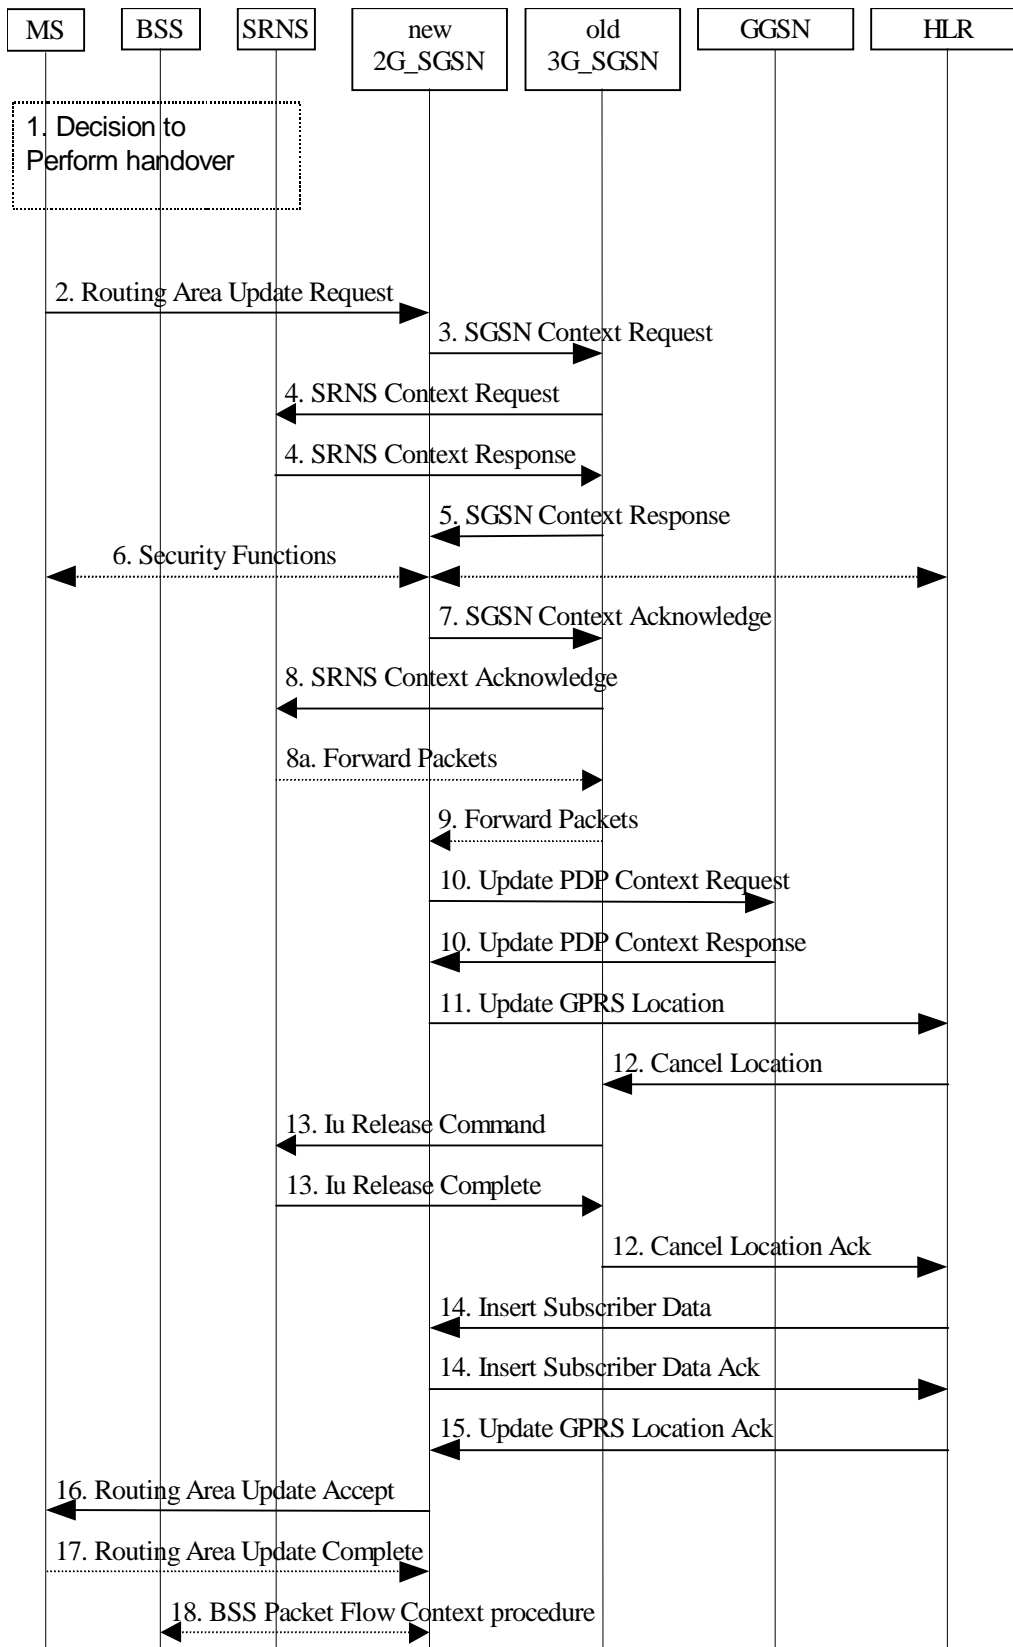 MS
BSS
SRNS
new
2G_SGSN
old
3G_SGSN
GGSN
HLR
1. Decision to
Perform handover
2. Routing Area Update Request
3. SGSN Context Request
4. SRNS Context Request
4. SRNS Context Response
5. SGSN Context Response
6. Security Functions
7. SGSN Context Acknowledge
8. SRNS Context Acknowledge
8a. Forward Packets
9. Forward Packets
10. Update PDP Context Request
10. Update PDP Context Response
11. Update GPRS Location
12. Cancel Location
13. Iu Release Command
13. Iu Release Complete
12. Cancel Location Ack
14. Insert Subscriber Data
14. Insert Subscriber Data Ack
15. Update GPRS Location Ack
16. Routing Area Update Accept
17. Routing Area Update Complete
18. BSS Packet Flow Context procedure